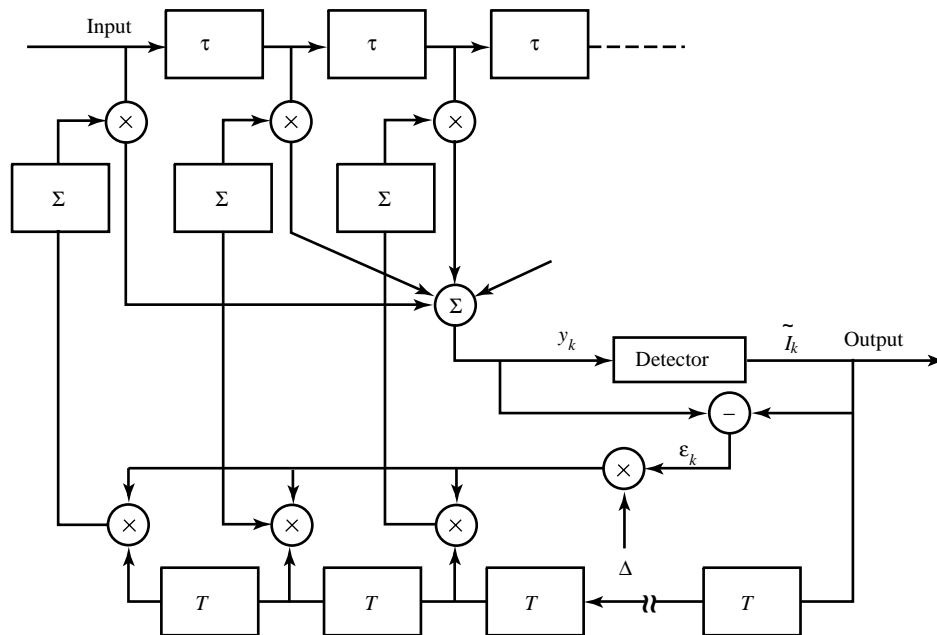 Input
τ τ τ
× × ×
Σ Σ Σ
Σ
y_k Detector Ĩ_k Output
−
ε_k
×
× × ×
Δ
T T T T